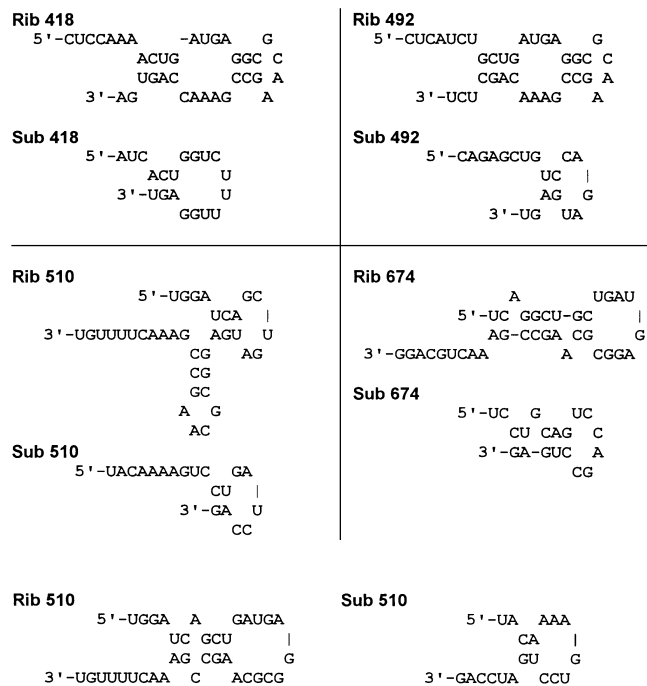 Rib 418
5'-CUCCAAA -AUGA G
ACUG GGC C
UGUC CAC GCCG A
3'-AG CAAAG A
Sub 418
5'-AUC GGUC
ACU U
3'-UGA U
GGUU
Rib 492
5'-CUCAUCU AUGA G
GCUG GGC C
CGAC CCG A
3'-UCU AAAG A
Sub 492
5'-CAGAGCUG CA
UC |
AG G
3'-UG UA
Rib 510
5'-UGGA GC
UCA |
3'-UGUUUUCAAAG AGU U
CG AG
CG
GC
A G
AC
Sub 510
5'-UACAAAAGUC GA
CU |
3'-GA U
CC
Rib 674
A UGAU
5'-UC GGCU-GC |
AG-CCGA CG G
3'-GGACGUCAA A CGGA
Sub 674
5'-UC G UC
CU CAG C
3'-GA-GUC A
CG
Rib 510
5'-UGGA A GAUGA
UC GCU |
AG CGA G
3'-UGUUUUCAA C ACGCG
Sub 510
5'-UA AAA
CA |
GU G
3'-GACCUA CCU